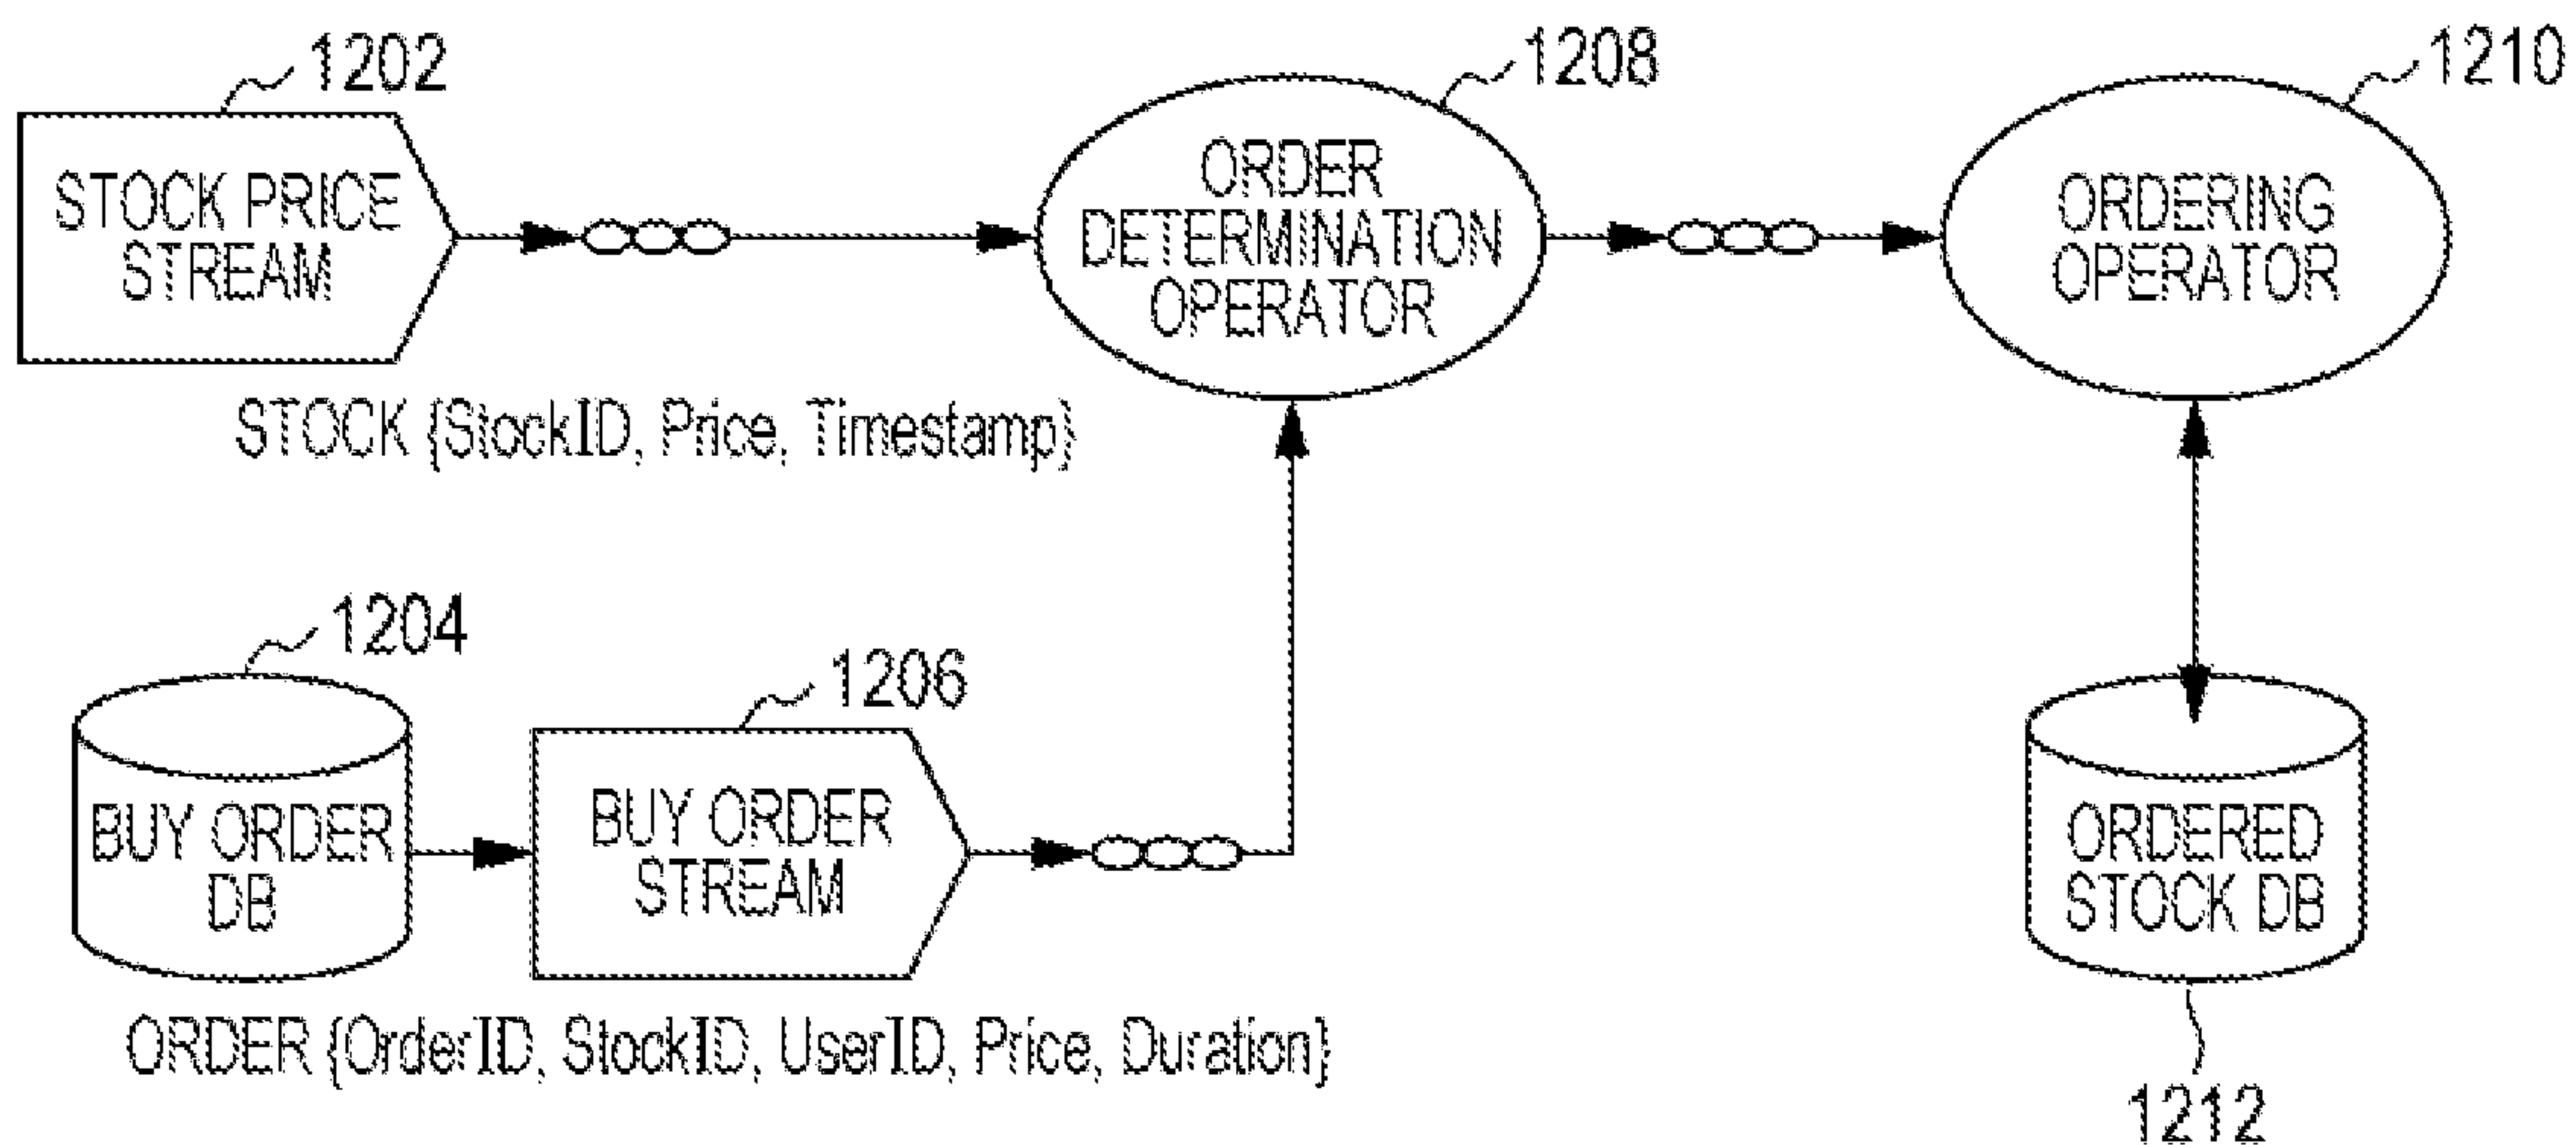 1202
STOCK PRICE
STREAM
STOCK {StockID, Price, Timestamp}
1208
ORDER
DETERMINATION
OPERATOR
1210
ORDERING
OPERATOR
1204
BUY ORDER
DB
1206
BUY ORDER
STREAM
ORDER {OrderID, StockID, UserID, Price, Duration}
ORDERED
STOCK DB
1212